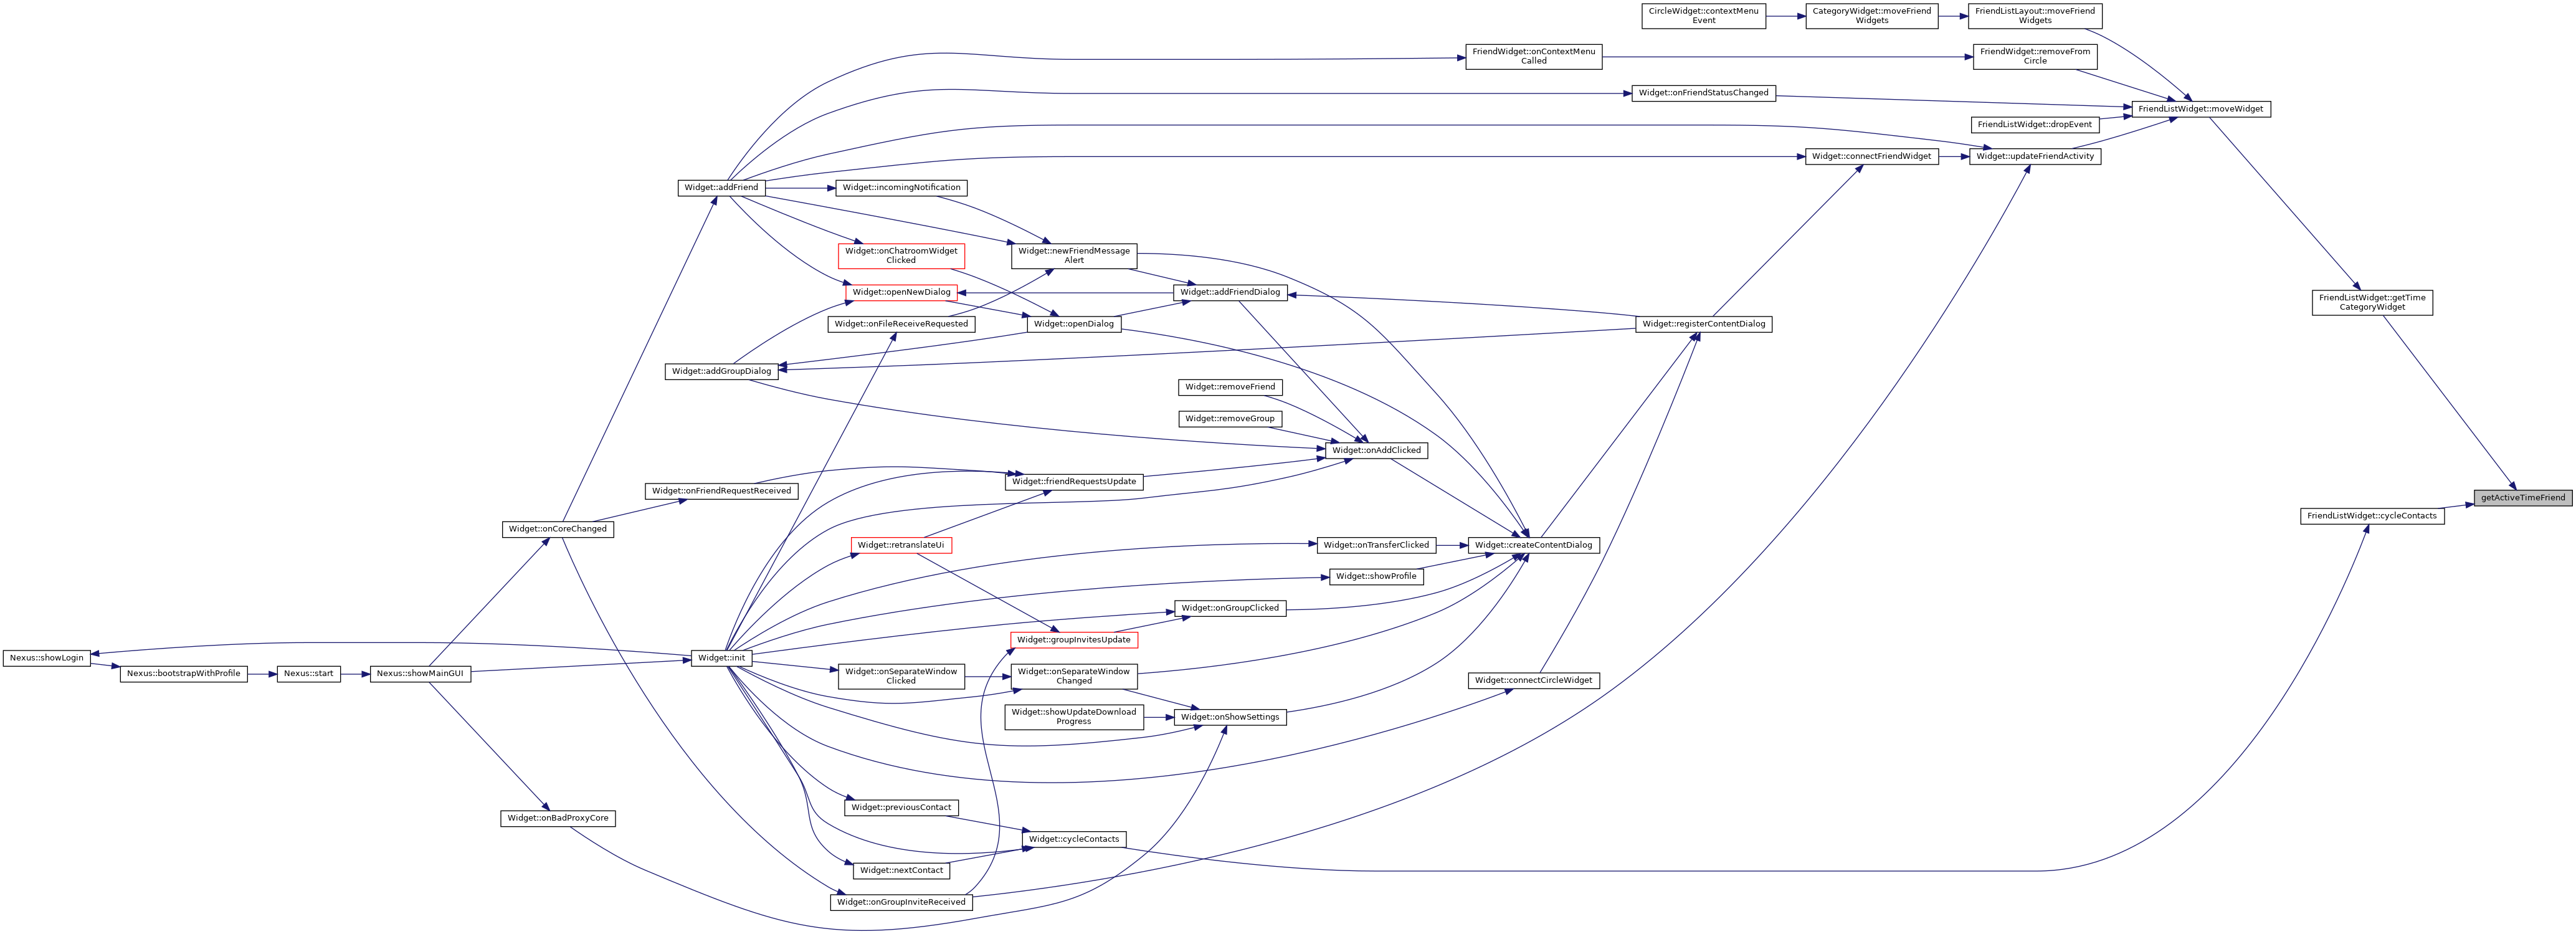 CircleWidget::contextMenu
Event
CategoryWidget::moveFriend
Widgets
FriendListLayout::moveFriend
Widgets
FriendWidget::onContextMenu
Called
FriendWidget::removeFrom
Circle
Widget::onFriendStatusChanged
FriendListWidget::moveWidget
FriendListWidget::dropEvent
Widget::connectFriendWidget
Widget::updateFriendActivity
Widget::addFriend
Widget::incomingNotification
Widget::onChatroomWidget
Clicked
Widget::newFriendMessage
Alert
Widget::openNewDialog
Widget::addFriendDialog
FriendListWidget::getTime
CategoryWidget
Widget::onFileReceiveRequested
Widget::openDialog
Widget::registerContentDialog
Widget::addGroupDialog
Widget::removeFriend
Widget::removeGroup
Widget::onAddClicked
Widget::friendRequestsUpdate
Widget::onFriendRequestReceived
getActiveTimeFriend
FriendListWidget::cycleContacts
Widget::onCoreChanged
Widget::retranslateUi
Widget::onTransferClicked
Widget::createContentDialog
Widget::showProfile
Widget::onGroupClicked
Widget::groupInvitesUpdate
Nexus::showLogin
Widget::init
Nexus::bootstrapWithProfile
Nexus::start
Nexus::showMainGUI
Widget::onSeparateWindow
Clicked
Widget::onSeparateWindow
Changed
Widget::connectCircleWidget
Widget::showUpdateDownload
Progress
Widget::onShowSettings
Widget::previousContact
Widget::onBadProxyCore
Widget::cycleContacts
Widget::nextContact
Widget::onGroupInviteReceived